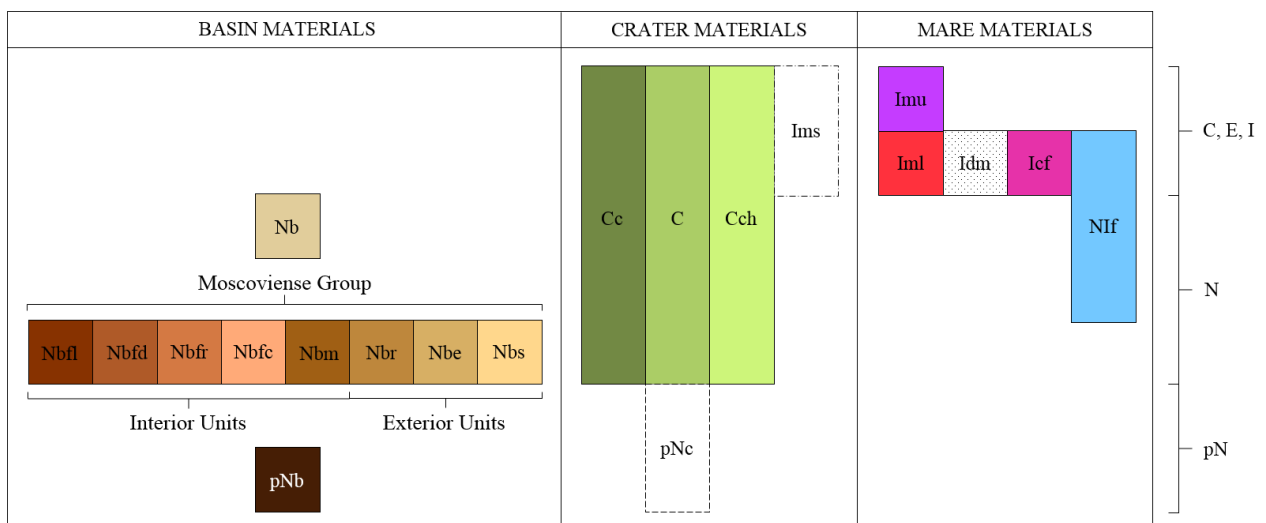 BASIN MATERIALS
CRATER MATERIALS
MARE MATERIALS
Imu
Ims
C, E, I
Iml
Idm
Icf
Nb
Cc
C
Cch
NIf
Moscoviense Group
N
Nbfl
Nbfd
Nbfr
Nbfc
Nbm
Nbr
Nbe
Nbs
Interior Units
Exterior Units
pNc
pN
pNb